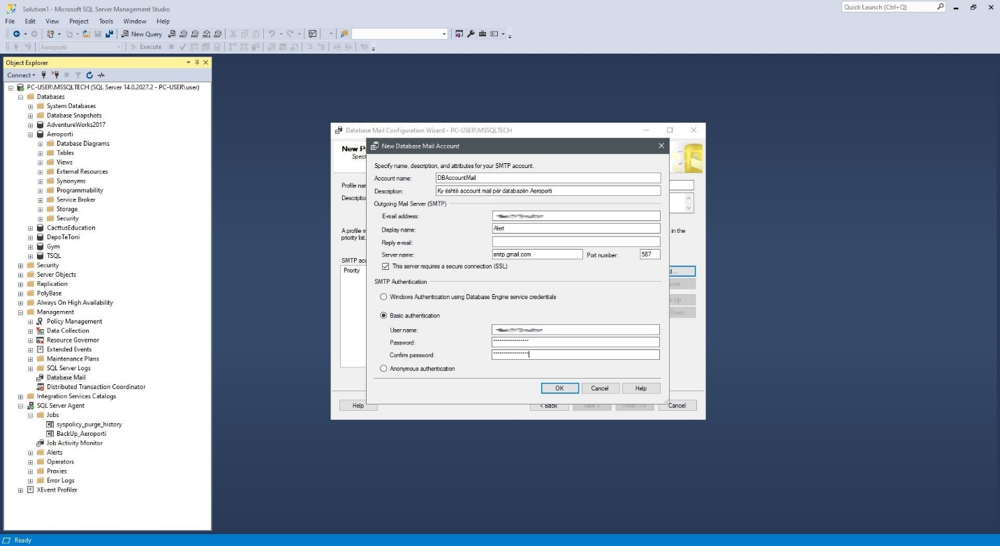 Solution1 - Microsoft SQL Server Management Studio
Quick Launch (Ctrl+Q)
File Edit View Project Tools Window Help
New Query
Aeroporti
Execute
Object Explorer
Connect
PC-USER\MSSQLTECH (SQL Server 14.0.2027.2 - PC-USER\user)
Databases
System Databases
Database Snapshots
AdventureWorks2017
Aeroporti
Database Diagrams
Tables
Views
External Resources
Synonyms
Programmability
Service Broker
Storage
Security
CacttusEducation
DepoTeToni
Gym
TSQL
Security
Server Objects
Replication
PolyBase
Always On High Availability
Management
Policy Management
Data Collection
Resource Governor
Extended Events
Maintenance Plans
SQL Server Logs
Database Mail
Distributed Transaction Coordinator
Integration Services Catalogs
SQL Server Agent
Jobs
syspolicy_purge_history
BackUp_Aeroporti
Job Activity Monitor
Alerts
Operators
Proxies
Error Logs
XEvent Profiler
Database Mail Configuration Wizard - PC-USER\MSSQLTECH
New P
Spec
Profile nar
Descriptio
A profile m
in the
priority list.
SMTP acc
Priority
d...
ove
e Up
Down
New Database Mail Account
Specify name, description, and attributes for your SMTP account.
Account name: DBAccountMail
Description: Ky është account mail për databazën Aeroporti
Outgoing Mail Server (SMTP)
E-mail address:
Display name: Alert
Reply e-mail:
Server name: smtp.gmail.com Port number: 587
This server requires a secure connection (SSL)
SMTP Authentication
Windows Authentication using Database Engine service credentials
Basic authentication
User name:
Password:
Confirm password:
Anonymous authentication
OK Cancel Help
Help < Back Next > Finish >>| Cancel
Ready